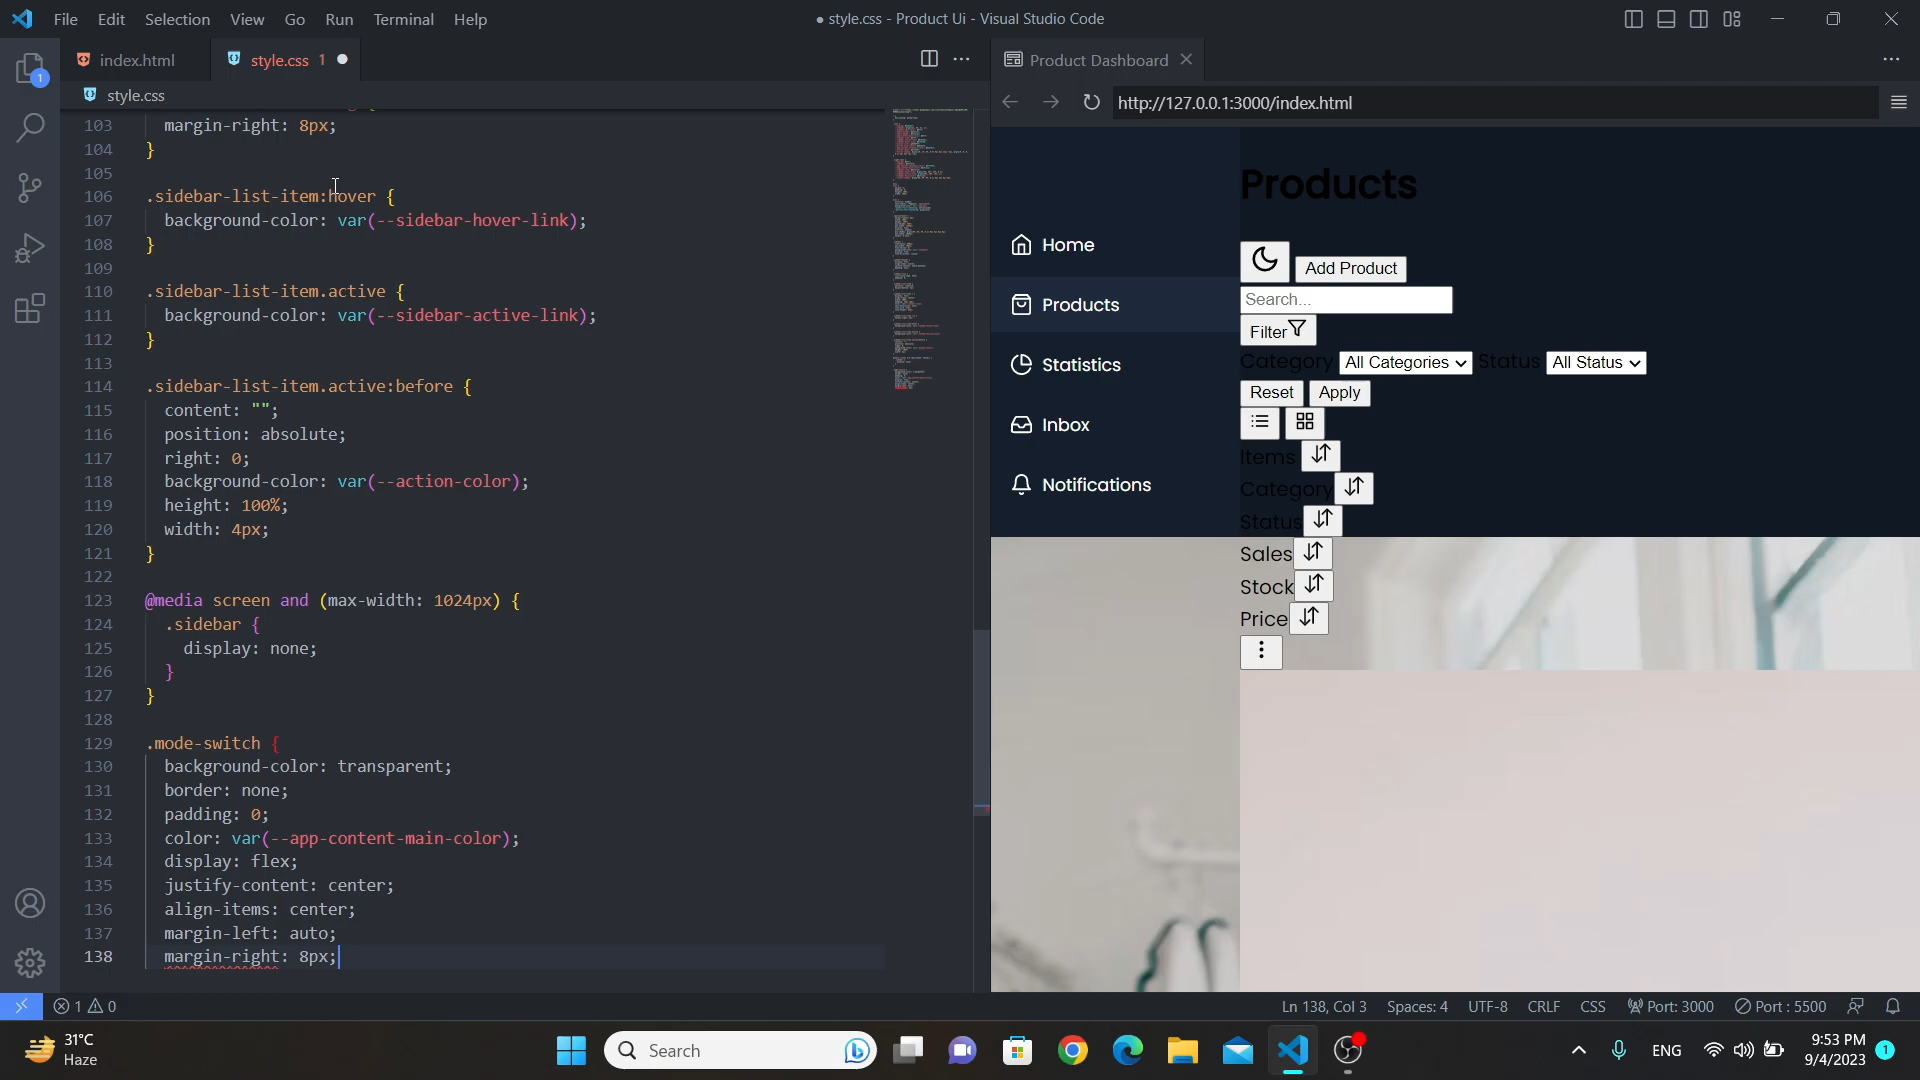 File Edit Selection View Go Run Terminal Help
● style.css - Product Ui - Visual Studio Code
index.html
style.css 1
Product Dashboard
style.css
http://127.0.0.1:3000/index.html
103 margin-right: 8px;
104 }
105
106 .sidebar-list-item:hover {
107 background-color: var(--sidebar-hover-link);
108 }
109
110 .sidebar-list-item.active {
111 background-color: var(--sidebar-active-link);
112 }
113
114 .sidebar-list-item.active:before {
115 content: "";
116 position: absolute;
117 right: 0;
118 background-color: var(--action-color);
119 height: 100%;
120 width: 4px;
121 }
122
123 @media screen and (max-width: 1024px) {
124 .sidebar {
125 display: none;
126 }
127 }
128
129 .mode-switch {
130 background-color: transparent;
131 border: none;
132 padding: 0;
133 color: var(--app-content-main-color);
134 display: flex;
135 justify-content: center;
136 align-items: center;
137 margin-left: auto;
138 margin-right: 8px;
Home
Products
Statistics
Inbox
Notifications
Products
Add Product
Search...
Filter
Category All Categories Status All Status
Reset Apply
Items
Category
Status
Sales
Stock
Price
1
1 0
Ln 138, Col 3 Spaces: 4 UTF-8 CRLF CSS Port: 3000 Port : 5500
31°C
Haze
Search
ENG
9:53 PM
9/4/2023
1